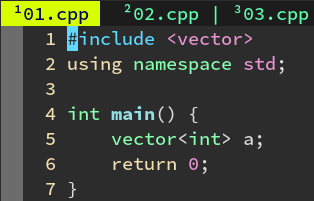 ¹01.cpp ²02.cpp | ³03.cpp
1 #include <vector>
2 using namespace std;
3
4 int main() {
5     vector<int> a;
6     return 0;
7 }